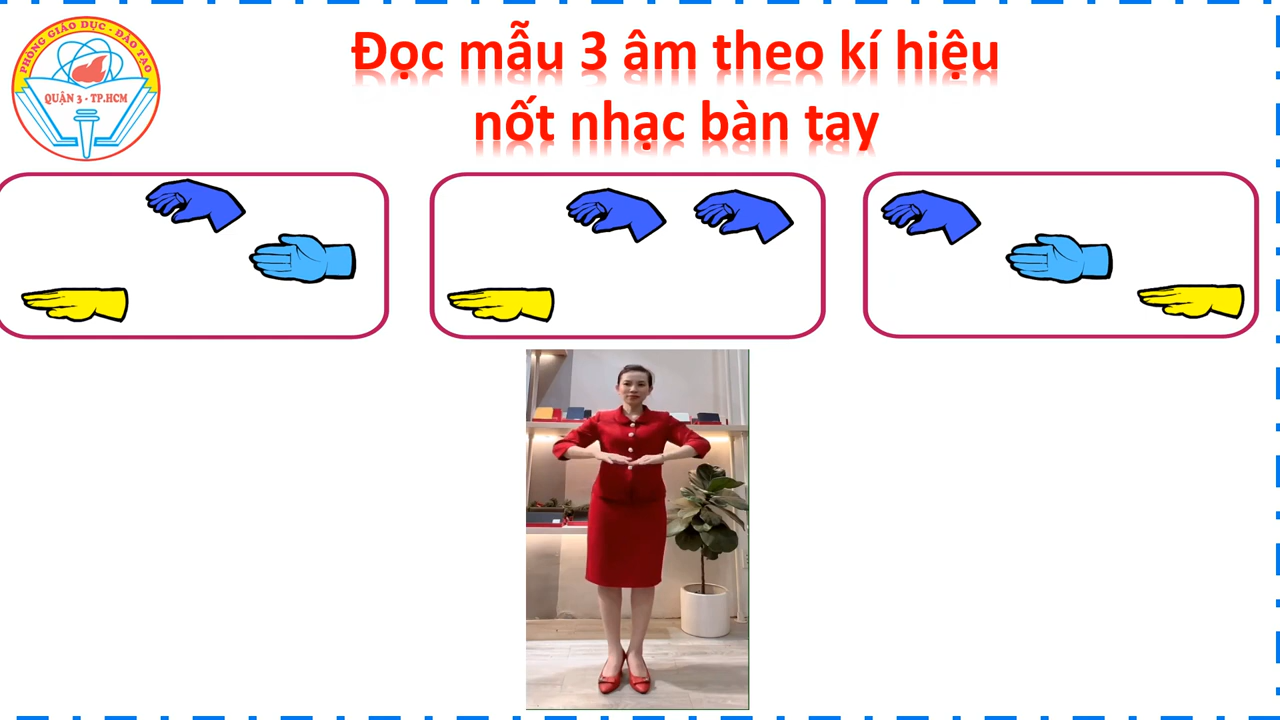 PHÒNG GIÁO DỤC - ĐÀO TẠO
QUẬN 3 - TP.HCM
Đọc mẫu 3 âm theo kí hiệu
nốt nhạc bàn tay